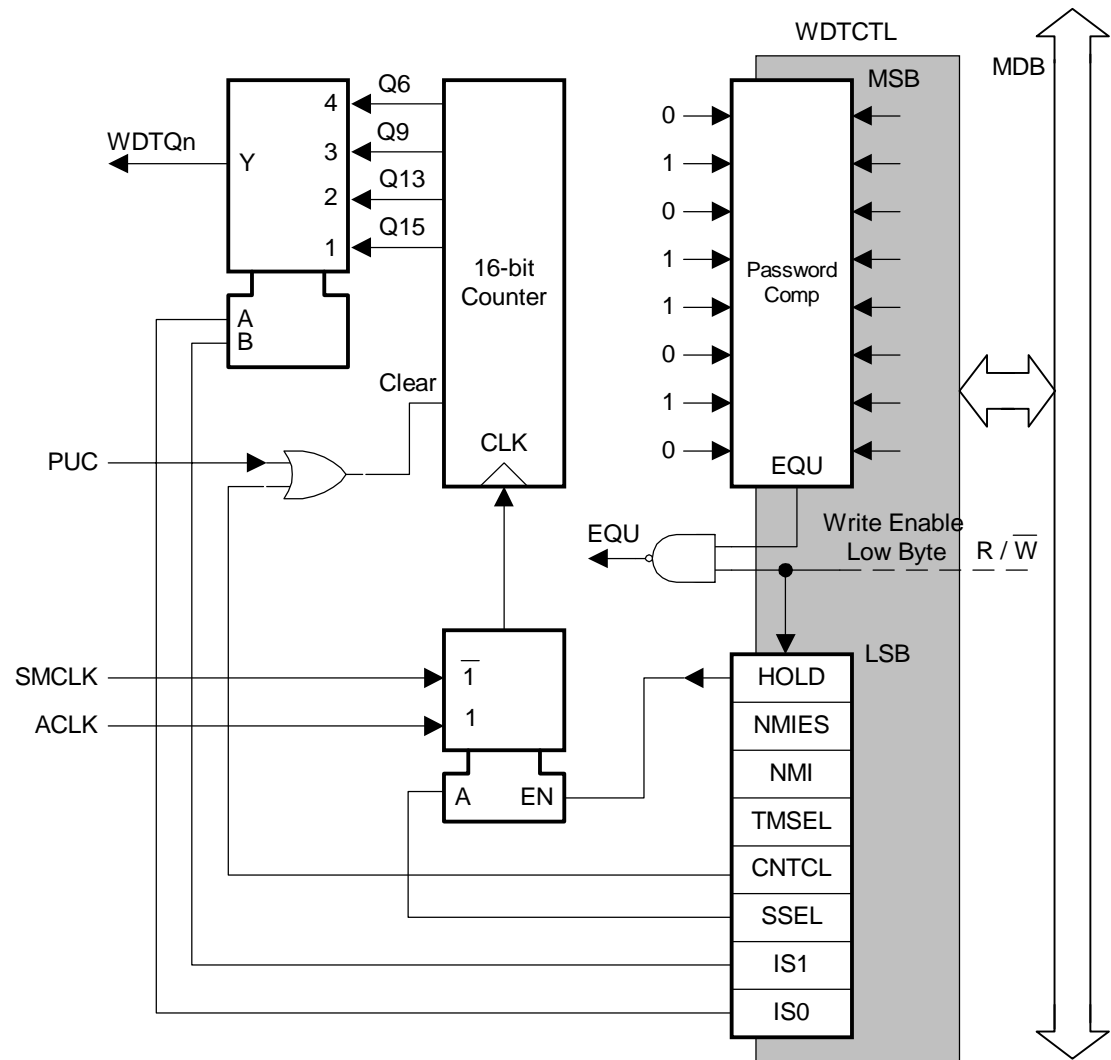 WDTCTL
MDB
MSB
Q6
4
0
Q9
WDTQn
3
1
Y
Q13
2
0
Q15
1
1
16-bit
Counter
Password
Comp
1
A
B
0
Clear
1
CLK
0
PUC
EQU
Write Enable
Low Byte
EQU
R / W̅
LSB
SMCLK
1̅
HOLD
ACLK
1
NMIES
NMI
A
EN
TMSEL
CNTCL
SSEL
IS1
IS0